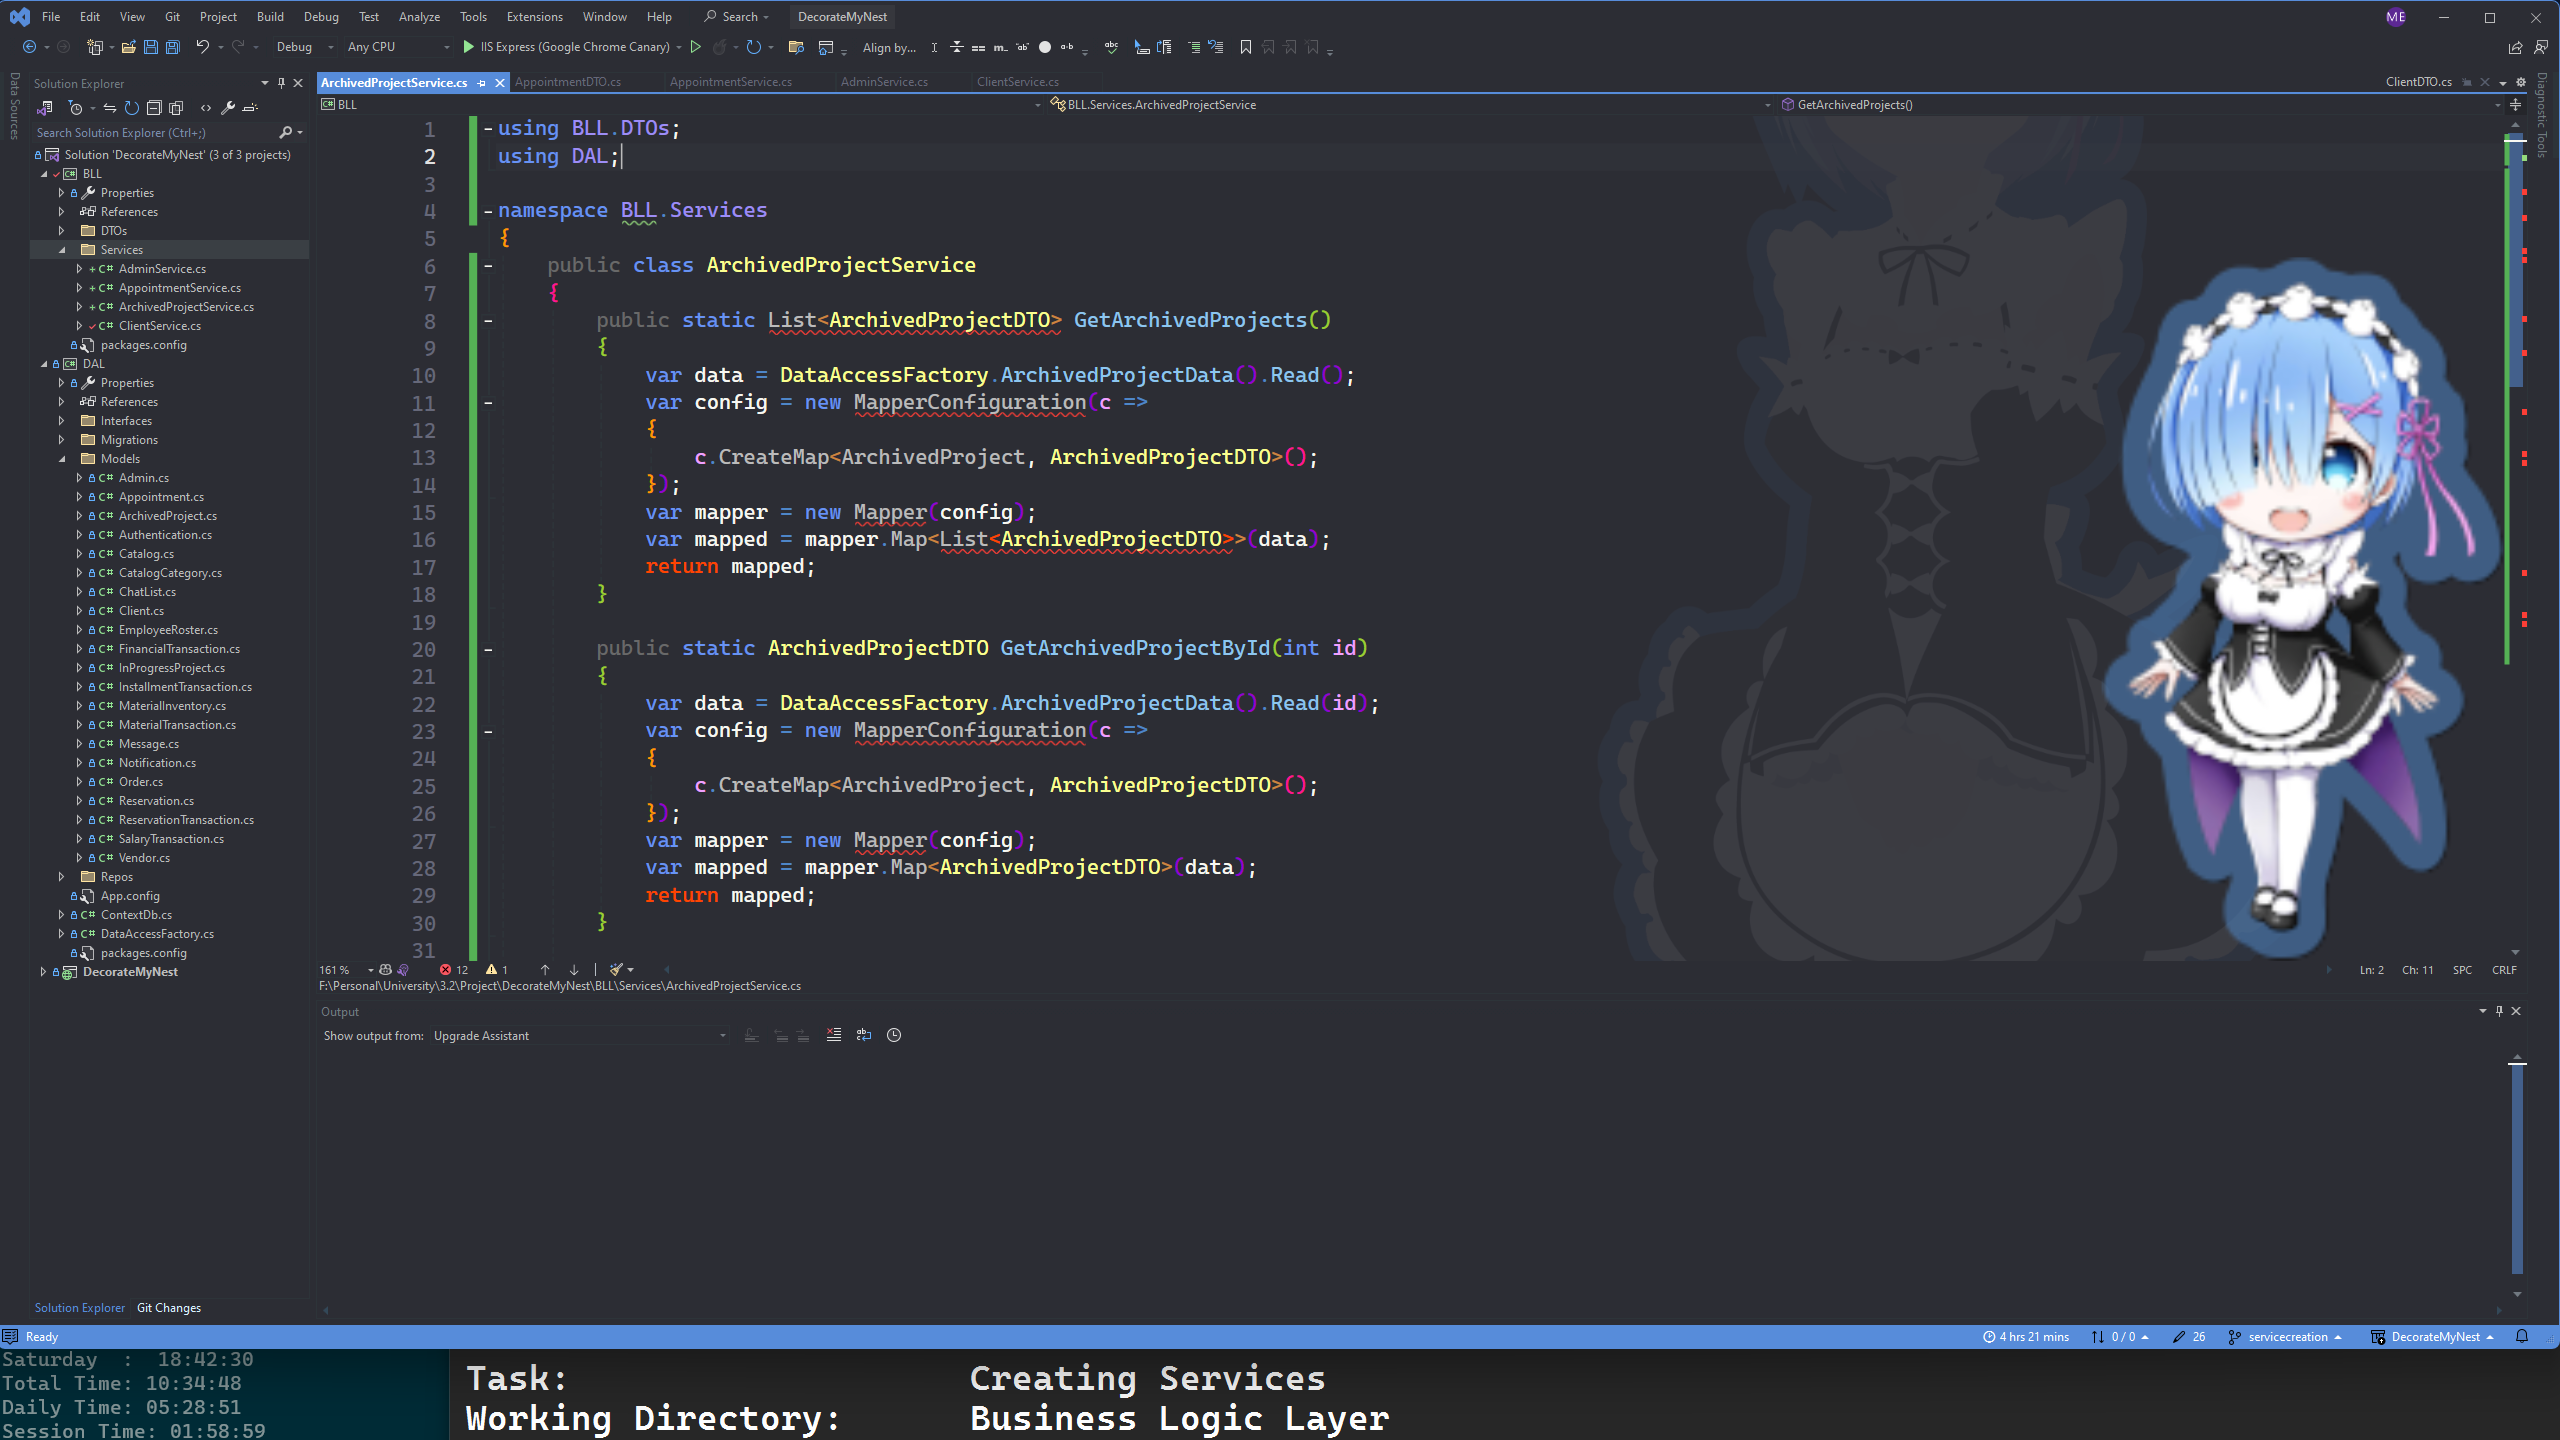 File Edit View Git Project Build Debug Test Analyze Tools Extensions Window Help Search DecorateMyNest ME
Debug Any CPU IIS Express (Google Chrome Canary) Align by...
Data Sources
Solution Explorer
Search Solution Explorer (Ctrl+;)
Solution 'DecorateMyNest' (3 of 3 projects)
BLL
Properties
References
DTOs
Services
C# AdminService.cs
C# AppointmentService.cs
C# ArchivedProjectService.cs
C# ClientService.cs
packages.config
DAL
Properties
References
Interfaces
Migrations
Models
C# Admin.cs
C# Appointment.cs
C# ArchivedProject.cs
C# Authentication.cs
C# Catalog.cs
C# CatalogCategory.cs
C# ChatList.cs
C# Client.cs
C# EmployeeRoster.cs
C# FinancialTransaction.cs
C# InProgressProject.cs
C# InstallmentTransaction.cs
C# MaterialInventory.cs
C# MaterialTransaction.cs
C# Message.cs
C# Notification.cs
C# Order.cs
C# Reservation.cs
C# ReservationTransaction.cs
C# SalaryTransaction.cs
C# Vendor.cs
Repos
App.config
C# ContextDb.cs
C# DataAccessFactory.cs
packages.config
DecorateMyNest
Solution Explorer Git Changes
ArchivedProjectService.cs AppointmentDTO.cs AppointmentService.cs AdminService.cs ClientService.cs ClientDTO.cs
BLL BLL.Services.ArchivedProjectService GetArchivedProjects()
Diagnostic Tools
1 using BLL.DTOs;
2 using DAL;
3
4 namespace BLL.Services
5 {
6 public class ArchivedProjectService
7 {
8 public static List<ArchivedProjectDTO> GetArchivedProjects()
9 {
10 var data = DataAccessFactory.ArchivedProjectData().Read();
11 var config = new MapperConfiguration(c =>
12 {
13 c.CreateMap<ArchivedProject, ArchivedProjectDTO>();
14 });
15 var mapper = new Mapper(config);
16 var mapped = mapper.Map<List<ArchivedProjectDTO>>(data);
17 return mapped;
18 }
19
20 public static ArchivedProjectDTO GetArchivedProjectById(int id)
21 {
22 var data = DataAccessFactory.ArchivedProjectData().Read(id);
23 var config = new MapperConfiguration(c =>
24 {
25 c.CreateMap<ArchivedProject, ArchivedProjectDTO>();
26 });
27 var mapper = new Mapper(config);
28 var mapped = mapper.Map<ArchivedProjectDTO>(data);
29 return mapped;
30 }
31
161 % 12 1 Ln: 2 Ch: 11 SPC CRLF
F:\Personal\University\3.2\Project\DecorateMyNest\BLL\Services\ArchivedProjectService.cs
Output
Show output from: Upgrade Assistant
Ready 4 hrs 21 mins 0 / 0 26 servicecreation DecorateMyNest
Saturday : 18:42:30
Total Time: 10:34:48
Daily Time: 05:28:51
Session Time: 01:58:59
Task: Creating Services
Working Directory: Business Logic Layer